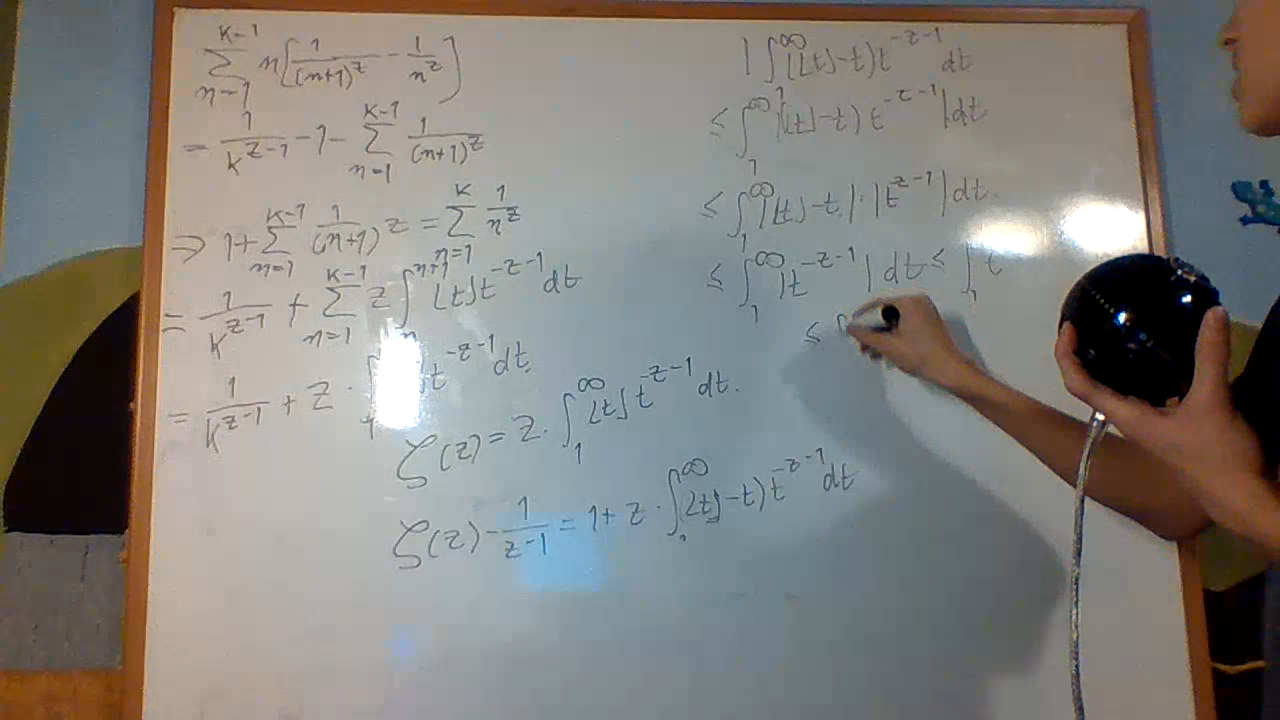 ∑_{n=1}^{K-1} n[1/(n+1)^z - 1/n^z]
= 1/K^{z-1} - 1 - ∑_{n=1}^{K-1} 1/(n+1)^z
⇒ 1+∑_{n=1}^{K-1} 1/(n+1)^z = ∑_{n=1}^{K} 1/n^z
= 1/K^{z-1} + ∑_{n=1}^{K-1} z ∫_n^{n+1} ⌊t⌋t^{-z-1} dt
= 1/K^{z-1} + z · ∫ t^{-z-1} dt.
ζ(z) = z · ∫_1^∞ ⌊t⌋ t^{-z-1} dt.
ζ(z) - 1/(z-1) = 1 + z · ∫_1^∞ (⌊t⌋-t) t^{-z-1} dt
|∫_1^∞ (⌊t⌋-t) t^{-z-1} dt
≤ ∫_1^∞ |(⌊t⌋-t) t^{-z-1}| dt
≤ ∫_1^∞ |⌊t⌋-t| · |t^{z-1}| dt.
≤ ∫_1^∞ |t^{-z-1}| dt ≤ ∫_1 t
≤